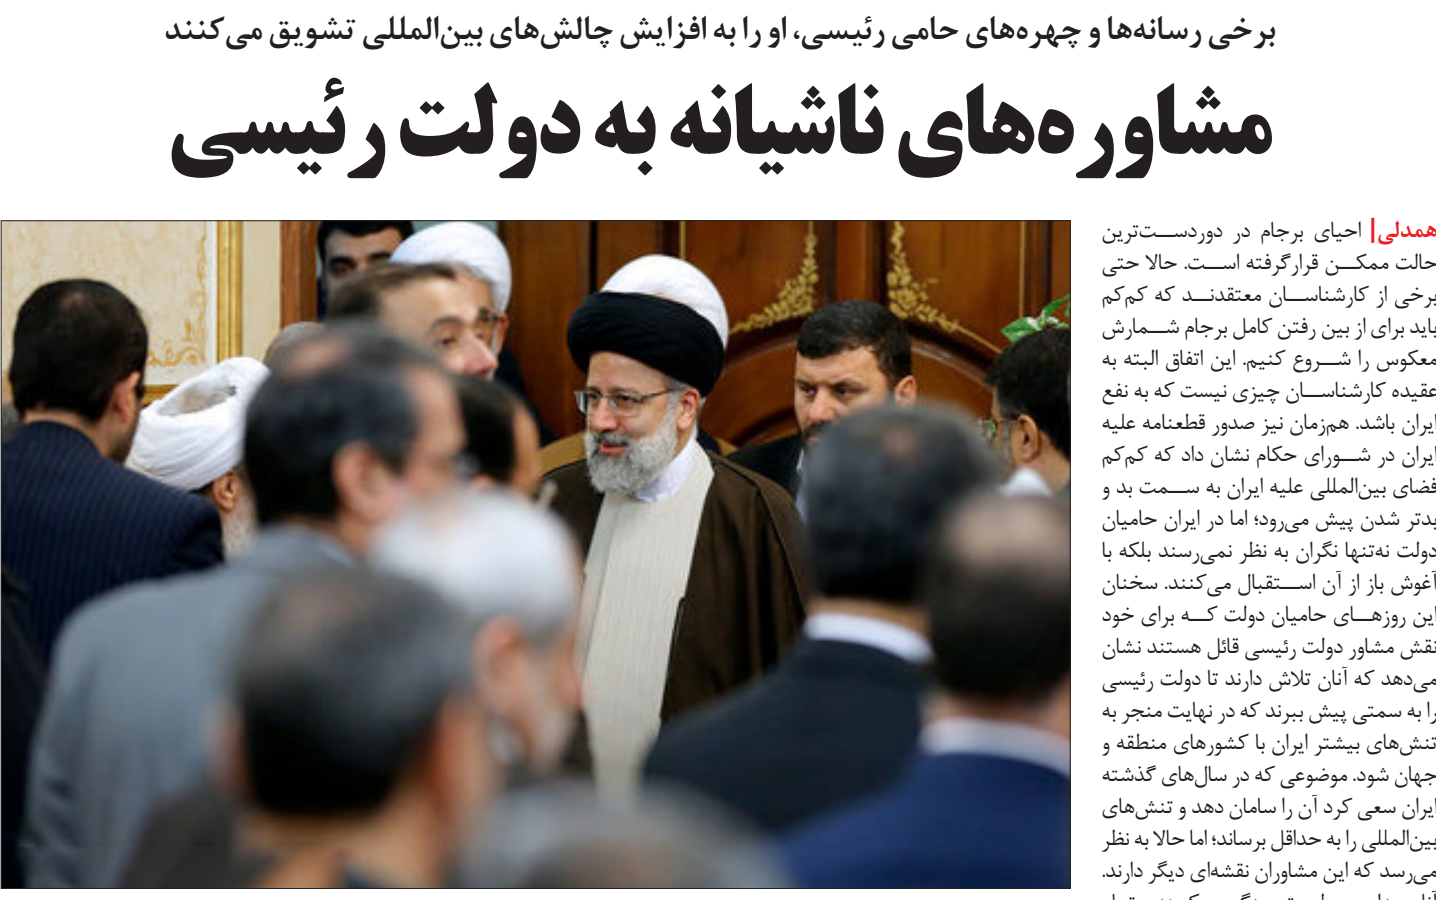 برخی رسانه‌ها و چهره‌های حامی رئیسی، او را به افزایش چالش‌های بین‌المللی تشویق می‌کنند
مشاوره‌های ناشیانه به دولت رئیسی
همدلی| احیای برجام در دوردست‌ترین
حالت ممکن قرارگرفته است. حالا حتی
برخی از کارشناسان معتقدند که کم‌کم
باید برای از بین رفتن کامل برجام شمارش
معکوس را شروع کنیم. این اتفاق البته به
عقیده کارشناسان چیزی نیست که به نفع
ایران باشد. هم‌زمان نیز صدور قطعنامه علیه
ایران در شورای حکام نشان داد که کم‌کم
فضای بین‌المللی علیه ایران به سمت بد و
بدتر شدن پیش می‌رود؛ اما در ایران حامیان
دولت نه‌تنها نگران به نظر نمی‌رسند بلکه با
آغوش باز از آن استقبال می‌کنند. سخنان
این روزهای حامیان دولت که برای خود
نقش مشاور دولت رئیسی قائل هستند نشان
می‌دهد که آنان تلاش دارند تا دولت رئیسی
را به سمتی پیش ببرند که در نهایت منجر به
تنش‌های بیشتر ایران با کشورهای منطقه و
جهان شود. موضوعی که در سال‌های گذشته
ایران سعی کرد آن را سامان دهد و تنش‌های
بین‌المللی را به حداقل برساند؛ اما حالا به نظر
می‌رسد که این مشاوران نقشه‌ای دیگر دارند.